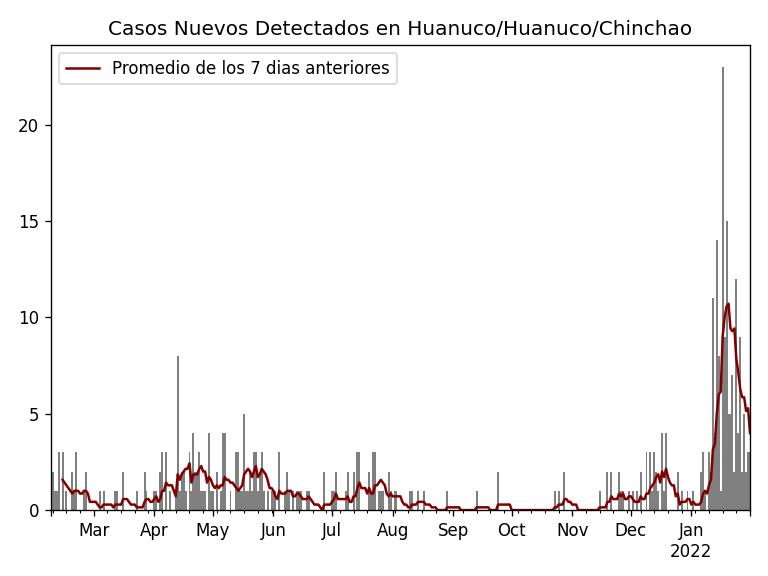 Casos Nuevos Detectados en Huanuco/Huanuco/Chinchao
Promedio de los 7 dias anteriores
20
15
10
5
0
Mar Apr May Jun Jul Aug Sep Oct Nov Dec Jan
2022